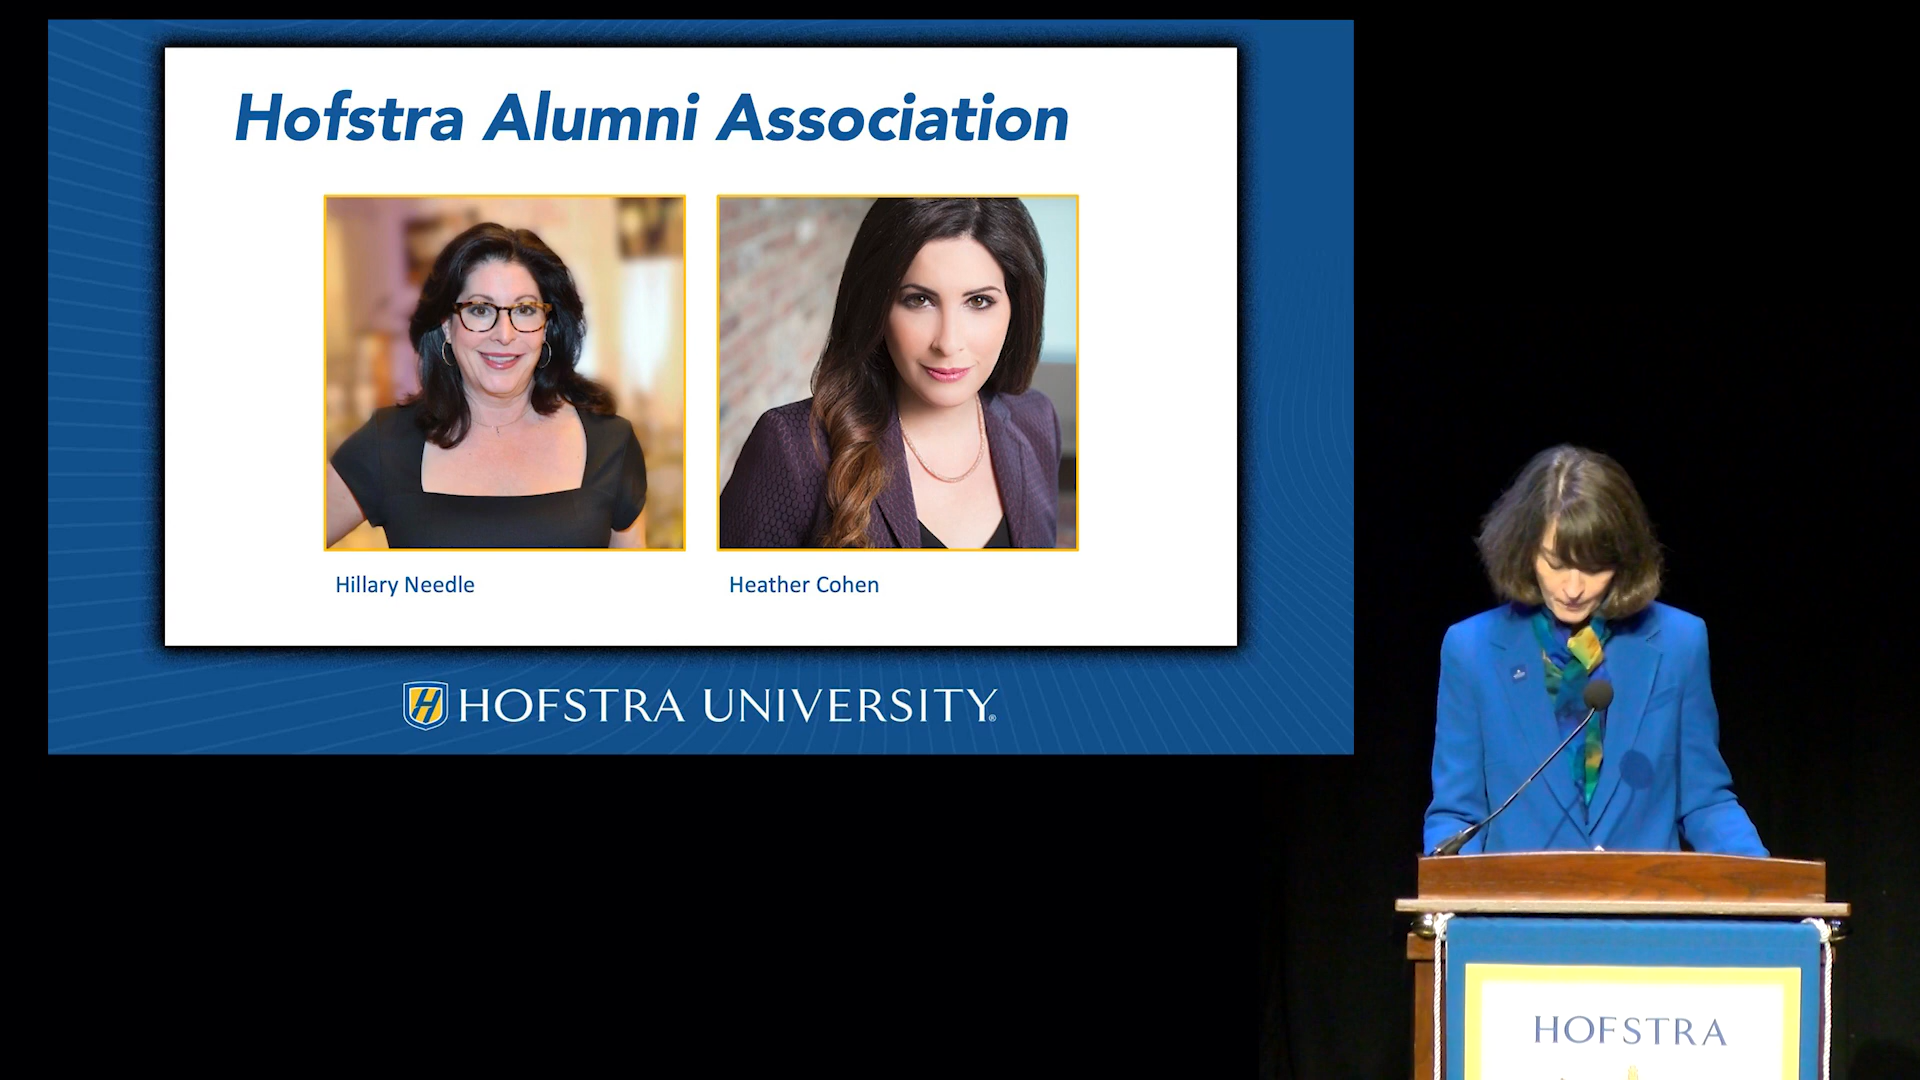 Hofstra Alumni Association
Hillary Needle
Heather Cohen
HOFSTRA UNIVERSITY®
HOFSTRA